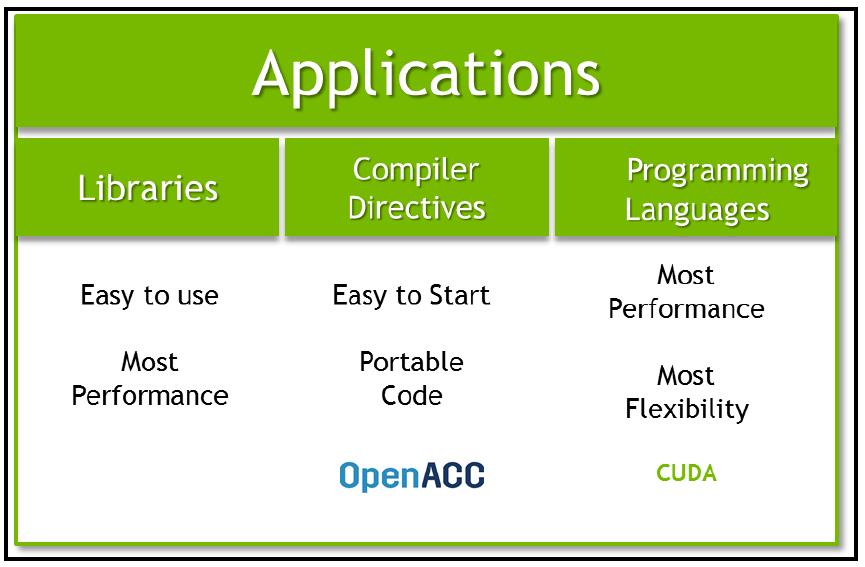 Applications
Libraries
Compiler
Directives
Programming
Languages
Easy to use
Most
Performance
Easy to Start
Portable
Code
OpenACC
Most
Performance
Most
Flexibility
CUDA